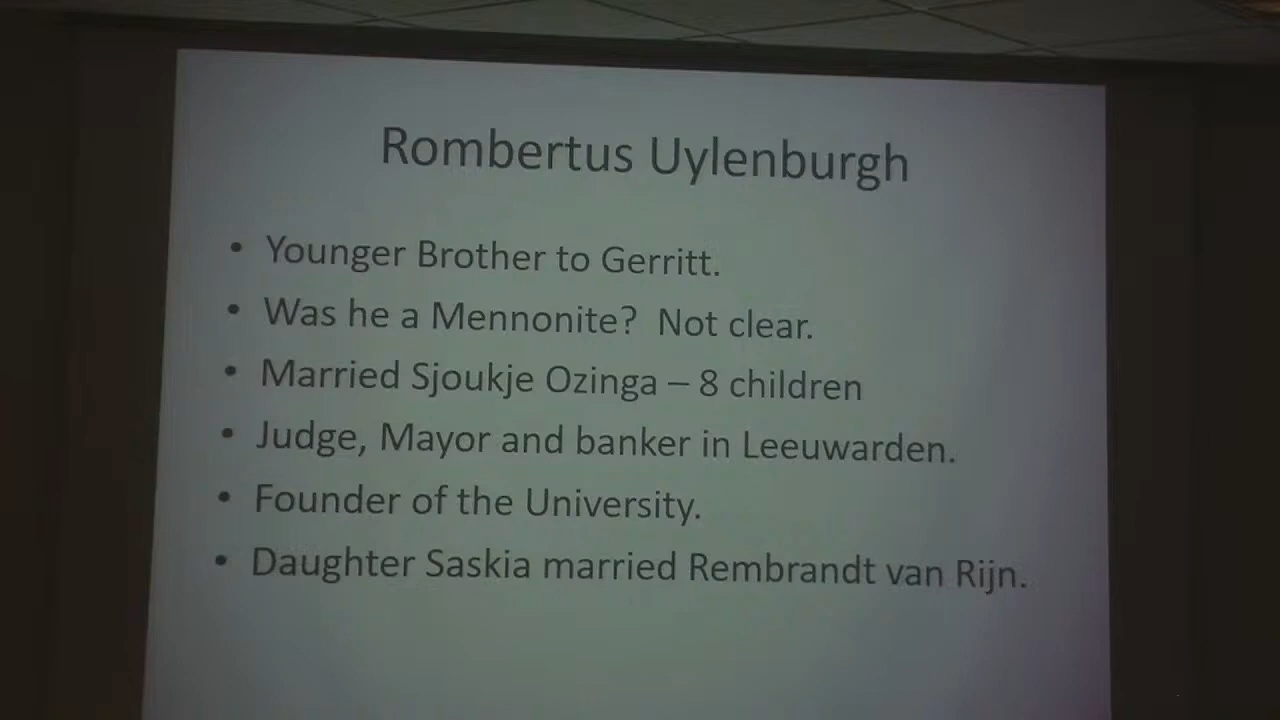 Rombertus Uylenburgh
• Younger Brother to Gerritt.
• Was he a Mennonite? Not clear.
• Married Sjoukje Ozinga – 8 children
• Judge, Mayor and banker in Leeuwarden.
• Founder of the University.
• Daughter Saskia married Rembrandt van Rijn.